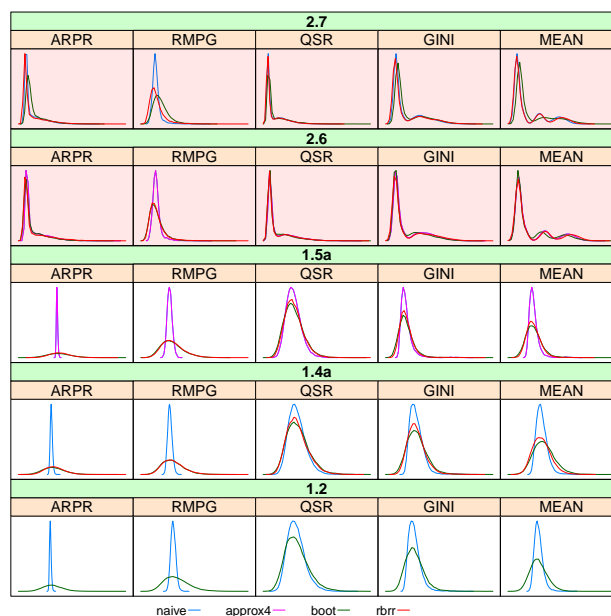 2.7
ARPR RMPG QSR GINI MEAN
2.6
ARPR RMPG QSR GINI MEAN
1.5a
ARPR RMPG QSR GINI MEAN
1.4a
ARPR RMPG QSR GINI MEAN
1.2
ARPR RMPG QSR GINI MEAN
naive approx4 boot rbrr